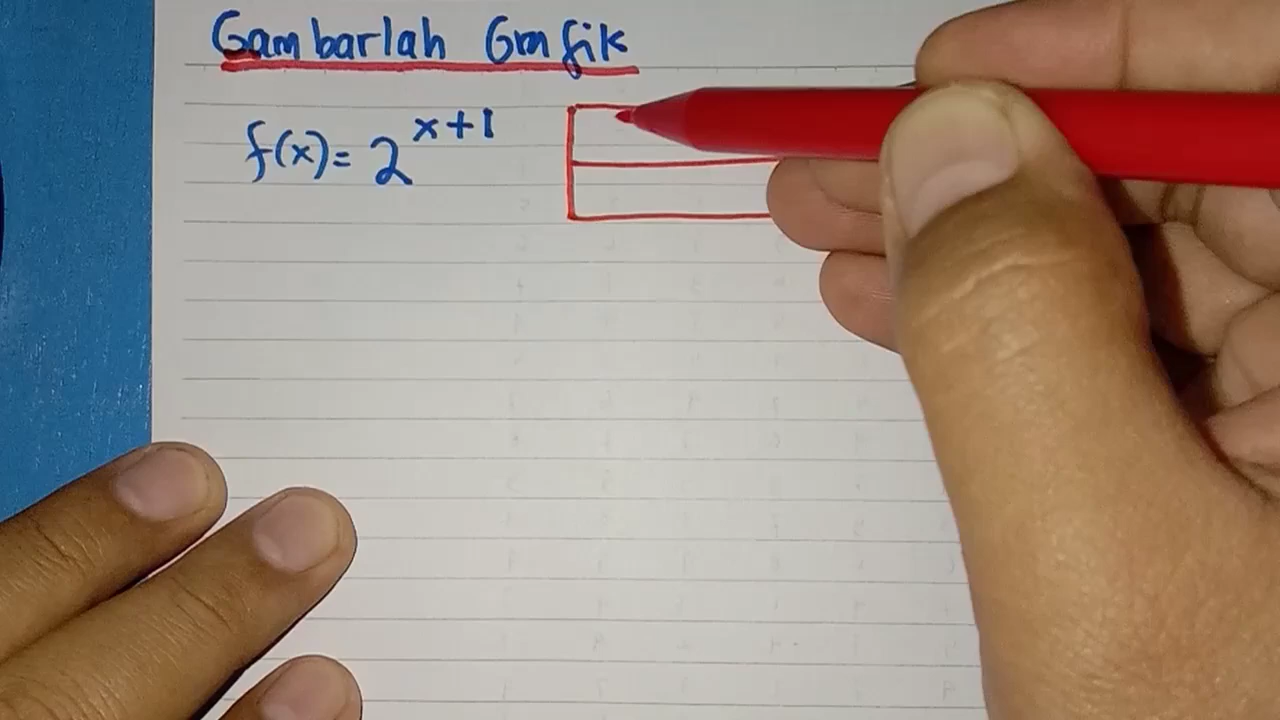 Gambarlah Grafik
f(x) = 2^{x+1}